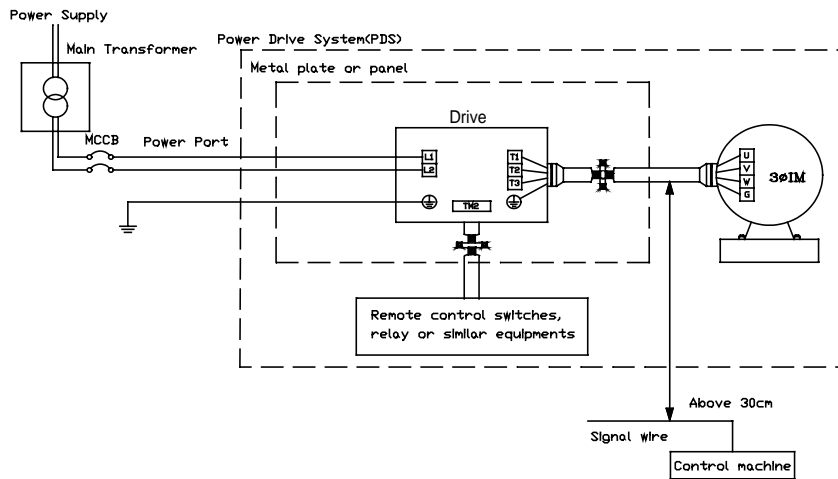 Power Supply
Main Transformer
Power Drive System(PDS)
Metal plate or panel
MCCB
Power Port
Drive
L1
L2
T1
T2
T3
TM2
U
V
W
G
3øIM
Remote control switches,
relay or similar equipments
Above 30cm
Signal wire
Control machine